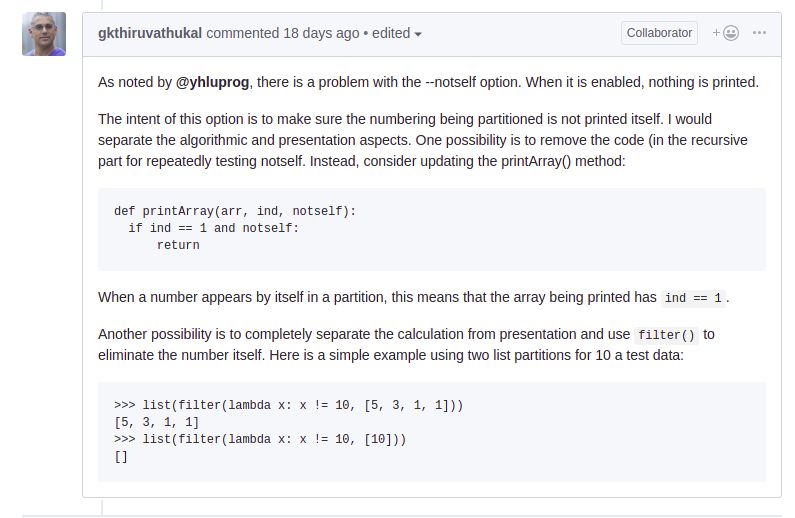 gkthiruvathukal commented 18 days ago • edited
Collaborator
As noted by @yhluprog, there is a problem with the --notself option. When it is enabled, nothing is printed.
The intent of this option is to make sure the numbering being partitioned is not printed itself. I would
separate the algorithmic and presentation aspects. One possibility is to remove the code (in the recursive
part for repeatedly testing notself. Instead, consider updating the printArray() method:
def printArray(arr, ind, notself):
  if ind == 1 and notself:
      return
When a number appears by itself in a partition, this means that the array being printed has ind == 1 .
Another possibility is to completely separate the calculation from presentation and use filter() to
eliminate the number itself. Here is a simple example using two list partitions for 10 a test data:
>>> list(filter(lambda x: x != 10, [5, 3, 1, 1]))
[5, 3, 1, 1]
>>> list(filter(lambda x: x != 10, [10]))
[]